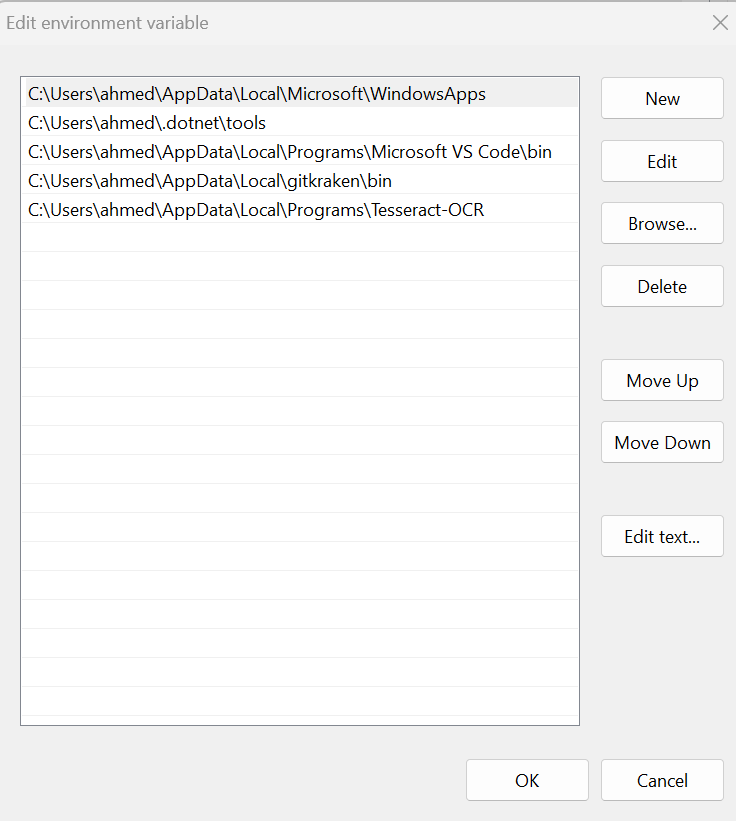 Edit environment variable
C:\Users\ahmed\AppData\Local\Microsoft\WindowsApps
C:\Users\ahmed\.dotnet\tools
C:\Users\ahmed\AppData\Local\Programs\Microsoft VS Code\bin
C:\Users\ahmed\AppData\Local\gitkraken\bin
C:\Users\ahmed\AppData\Local\Programs\Tesseract-OCR
New
Edit
Browse...
Delete
Move Up
Move Down
Edit text...
OK
Cancel